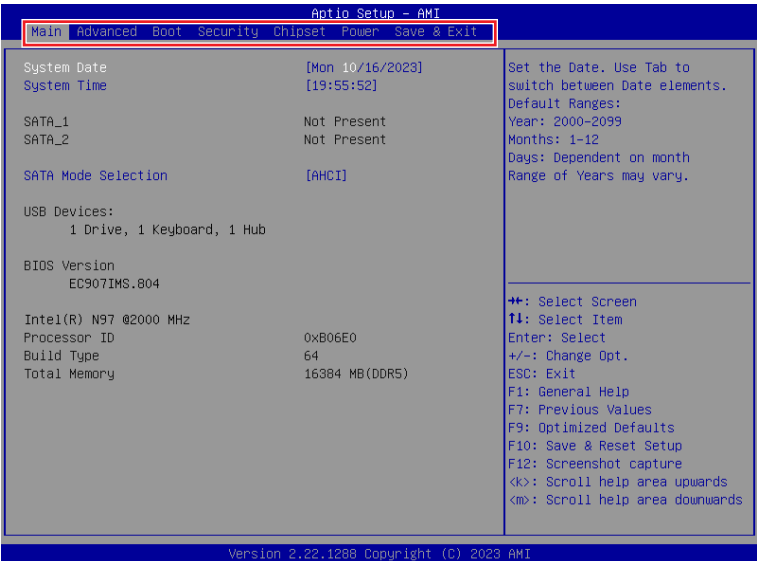 Aptio Setup – AMI
Main Advanced Boot Security Chipset Power Save & Exit
System Date [Mon 10/16/2023]
System Time [19:55:52]
SATA_1 Not Present
SATA_2 Not Present
SATA Mode Selection [AHCI]
USB Devices:
1 Drive, 1 Keyboard, 1 Hub
BIOS Version
EC907IMS.804
Intel(R) N97 @2000 MHz
Processor ID 0xB06E0
Build Type 64
Total Memory 16384 MB(DDR5)
Set the Date. Use Tab to
switch between Date elements.
Default Ranges:
Year: 2000-2099
Months: 1-12
Days: Dependent on month
Range of Years may vary.
→←: Select Screen
↑↓: Select Item
Enter: Select
+/-: Change Opt.
ESC: Exit
F1: General Help
F7: Previous Values
F9: Optimized Defaults
F10: Save & Reset Setup
F12: Screenshot capture
<k>: Scroll help area upwards
<m>: Scroll help area downwards
Version 2.22.1288 Copyright (C) 2023 AMI